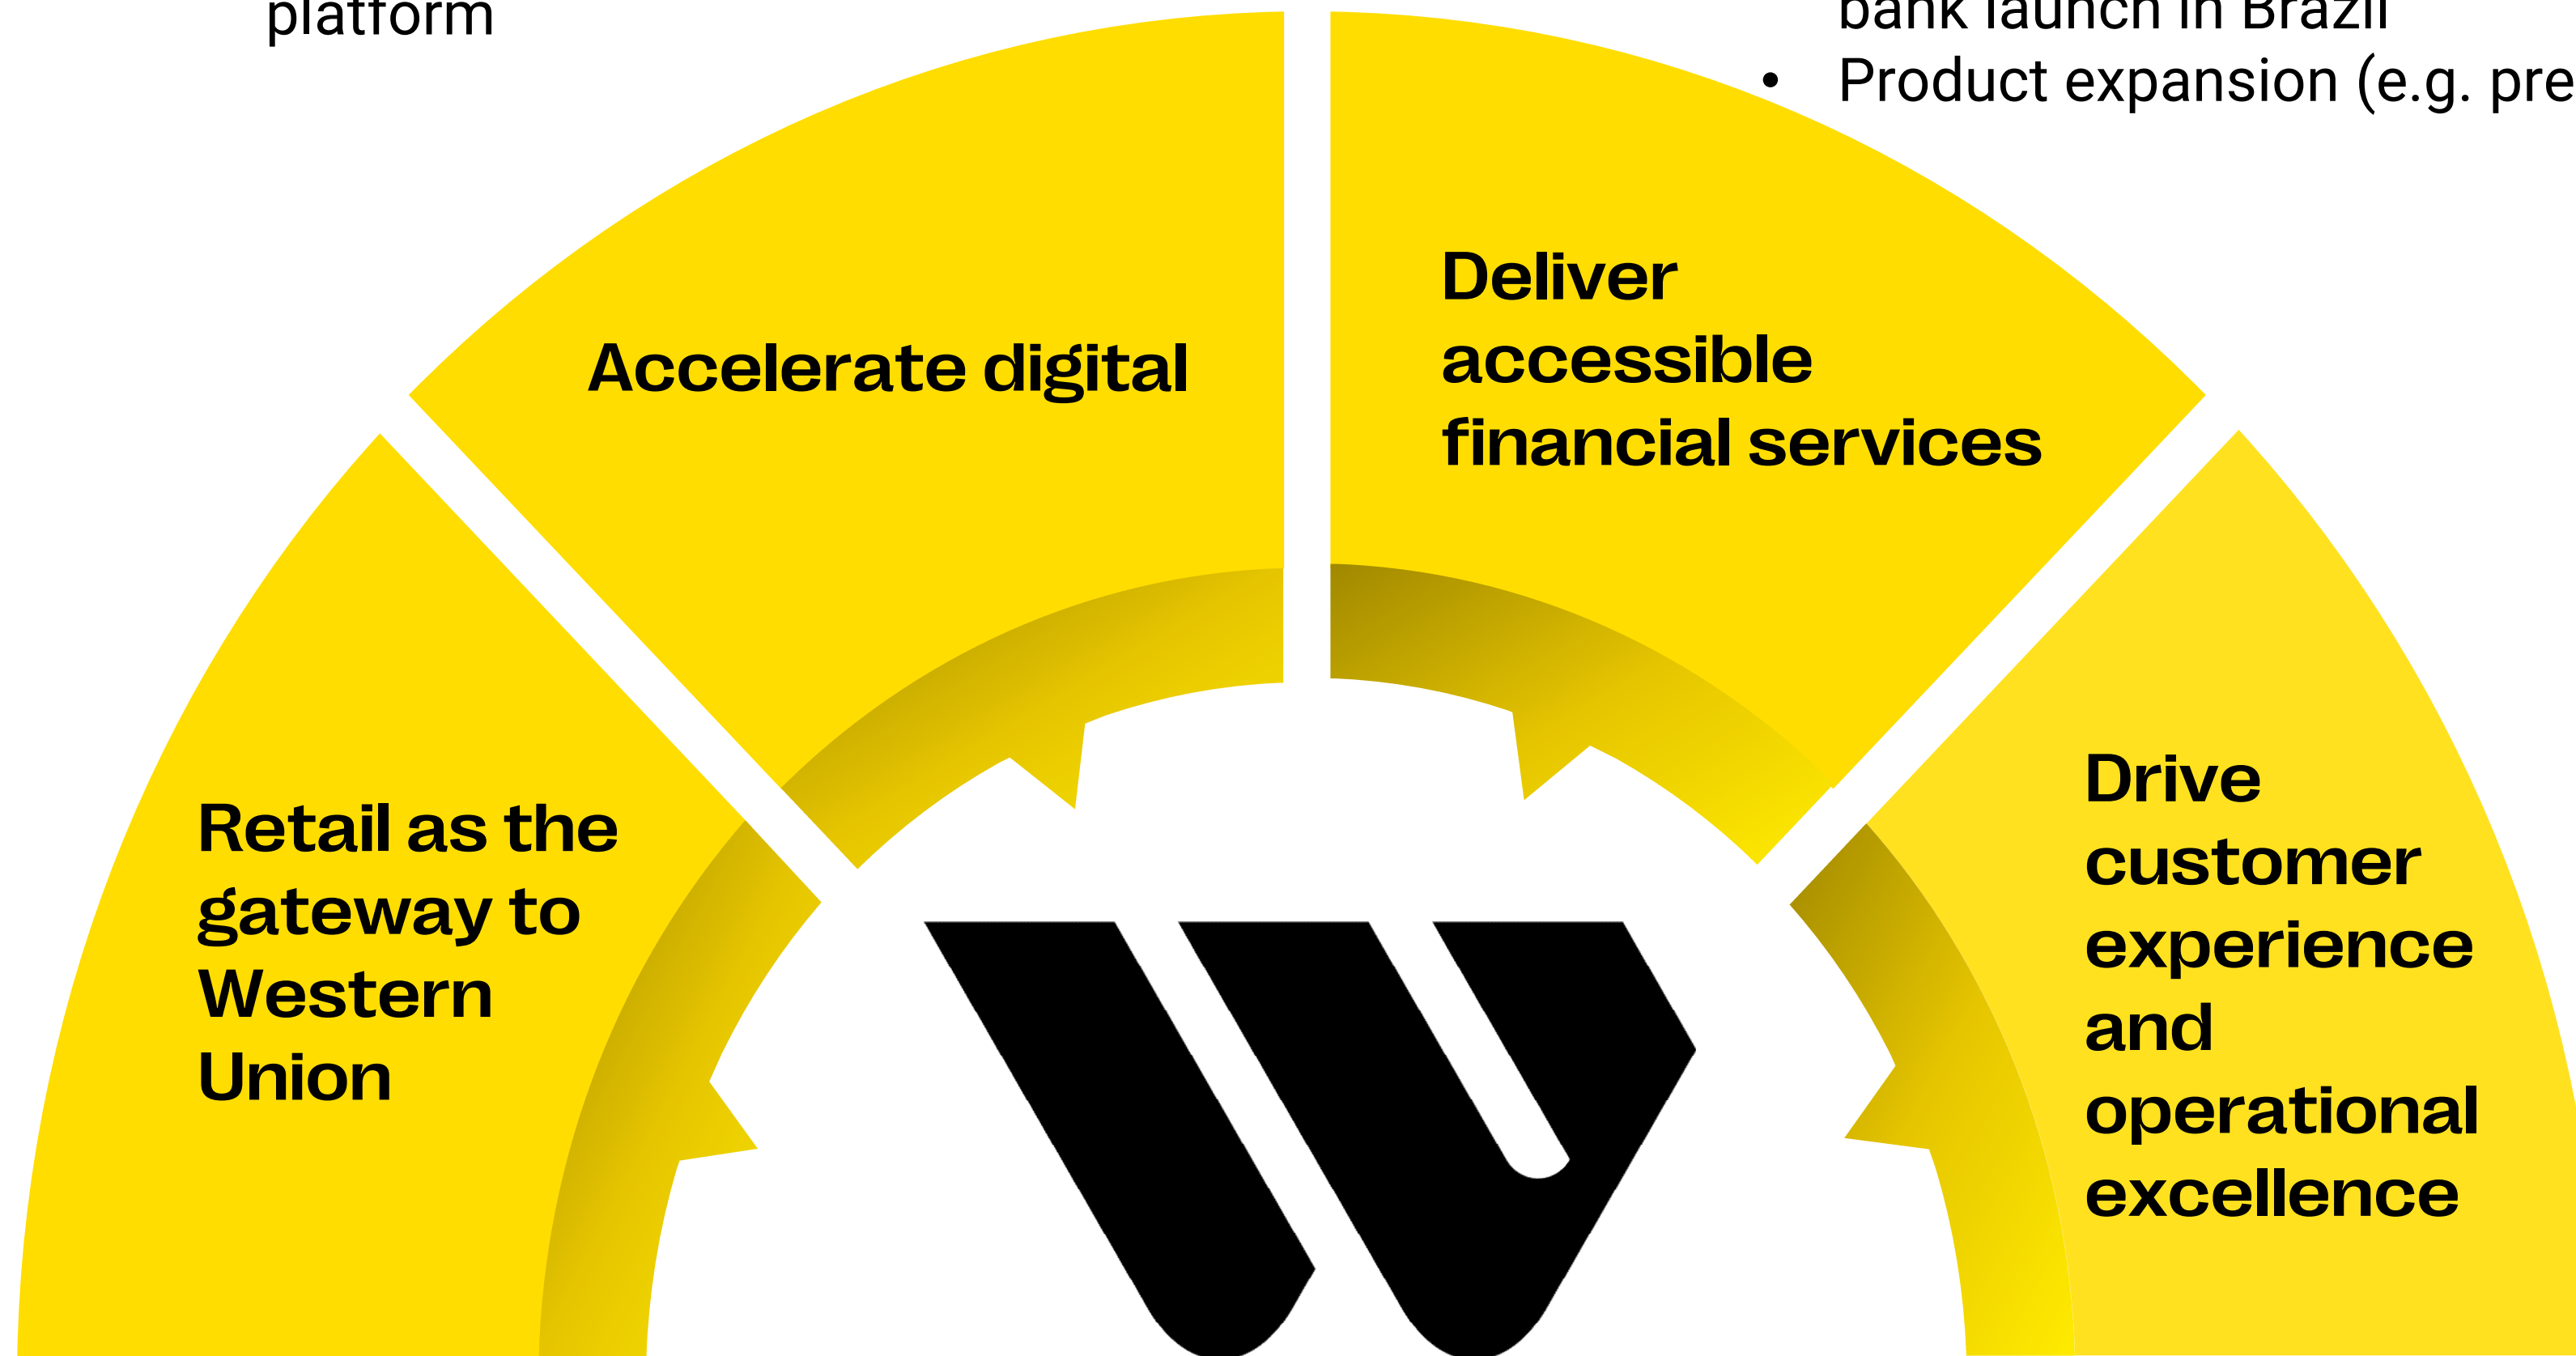 platform
bank launch in Brazil
• Product expansion (e.g. pre
Accelerate digital
Deliver
accessible
financial services
Retail as the
gateway to
Western
Union
Drive
customer
experience
and
operational
excellence